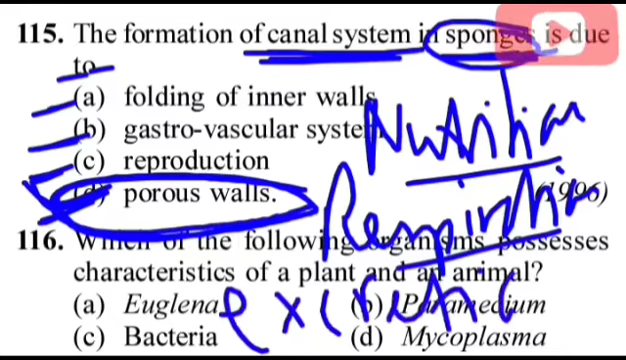 115. The formation of canal system in sponges is due
to
(a) folding of inner walls
(b) gastro-vascular system
(c) reproduction
(d) porous walls.
(1996)
116. Which of the following organisms possesses
characteristics of a plant and an animal?
(a) Euglena (b) Paramedium
(c) Bacteria (d) Mycoplasma
Nutrition
Respiration